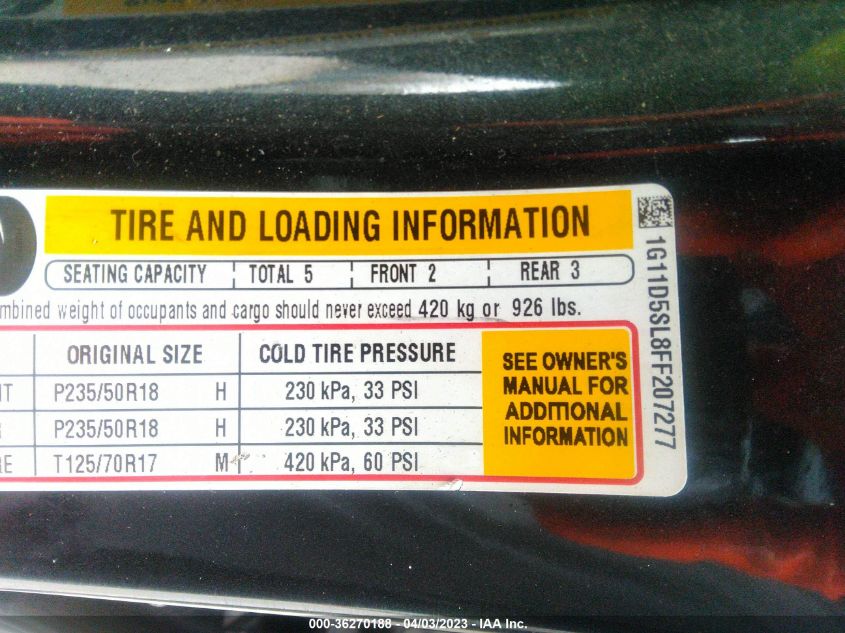 TIRE AND LOADING INFORMATION
SEATING CAPACITY ¦ TOTAL 5 ¦ FRONT 2 ¦ REAR 3
mbined weight of occupants and cargo should never exceed 420 kg or 926 lbs.
ORIGINAL SIZE COLD TIRE PRESSURE
NT P235/50R18 H 230 kPa, 33 PSI
R P235/50R18 H 230 kPa, 33 PSI
RE T125/70R17 M 420 kPa, 60 PSI
SEE OWNER'S
MANUAL FOR
ADDITIONAL
INFORMATION
1G11D5SL8FF207277
000-36270188 - 04/03/2023 - IAA Inc.